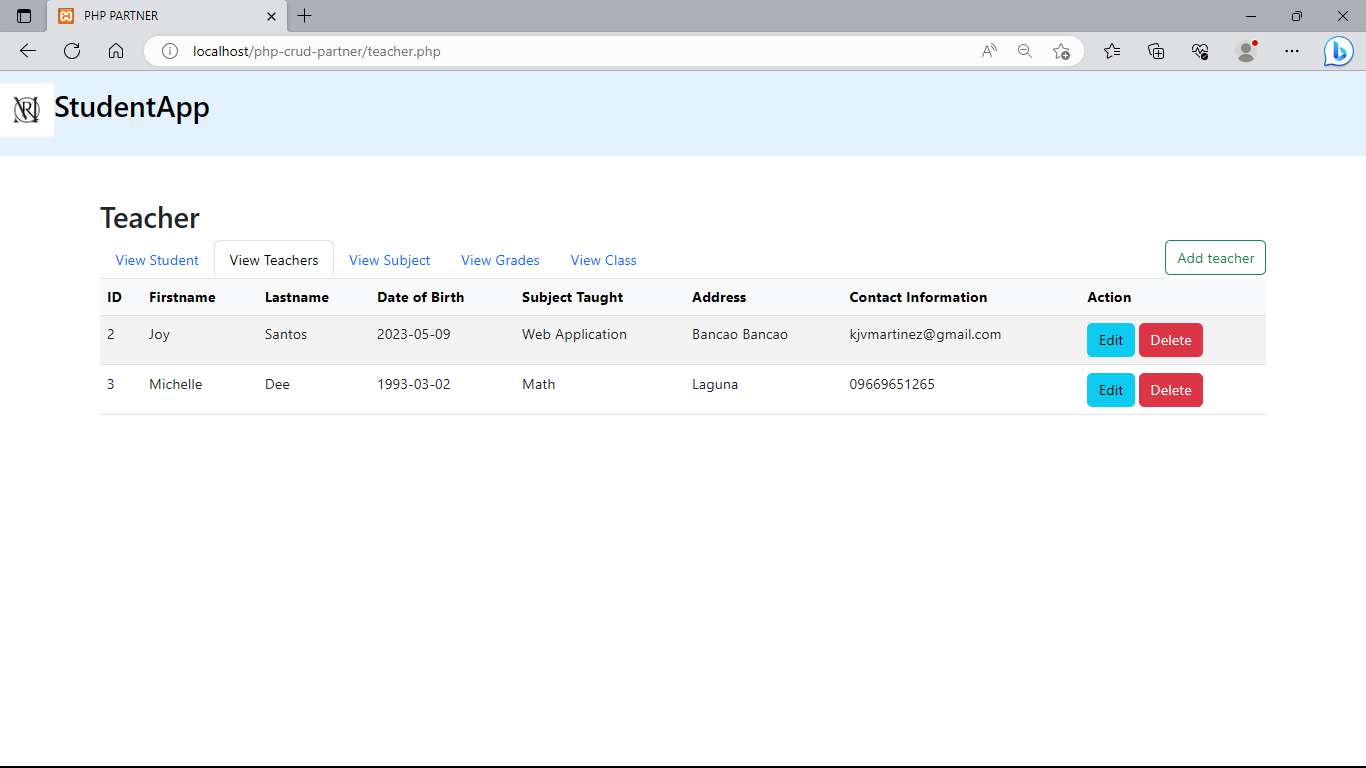 PHP PARTNER
localhost/php-crud-partner/teacher.php
StudentApp
Teacher
View Student View Teachers View Subject View Grades View Class Add teacher
ID Firstname Lastname Date of Birth Subject Taught Address Contact Information Action
2 Joy Santos 2023-05-09 Web Application Bancao Bancao kjvmartinez@gmail.com Edit Delete
3 Michelle Dee 1993-03-02 Math Laguna 09669651265 Edit Delete